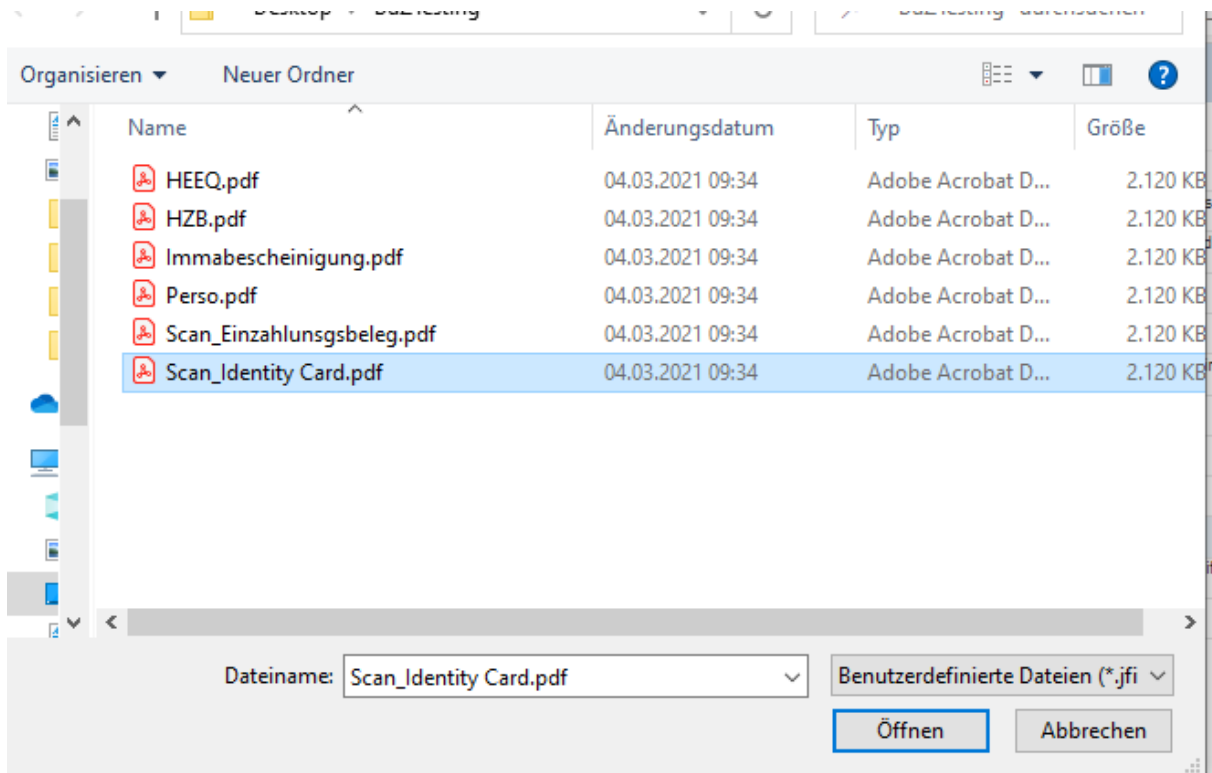 Organisieren Neuer Ordner
Name Änderungsdatum Typ Größe
HEEQ.pdf 04.03.2021 09:34 Adobe Acrobat D... 2.120 KB
HZB.pdf 04.03.2021 09:34 Adobe Acrobat D... 2.120 KB
Immabescheinigung.pdf 04.03.2021 09:34 Adobe Acrobat D... 2.120 KB
Perso.pdf 04.03.2021 09:34 Adobe Acrobat D... 2.120 KB
Scan_Einzahlunsgsbeleg.pdf 04.03.2021 09:34 Adobe Acrobat D... 2.120 KB
Scan_Identity Card.pdf 04.03.2021 09:34 Adobe Acrobat D... 2.120 KB
Dateiname: Scan_Identity Card.pdf Benutzerdefinierte Dateien (*.jfi
Öffnen Abbrechen